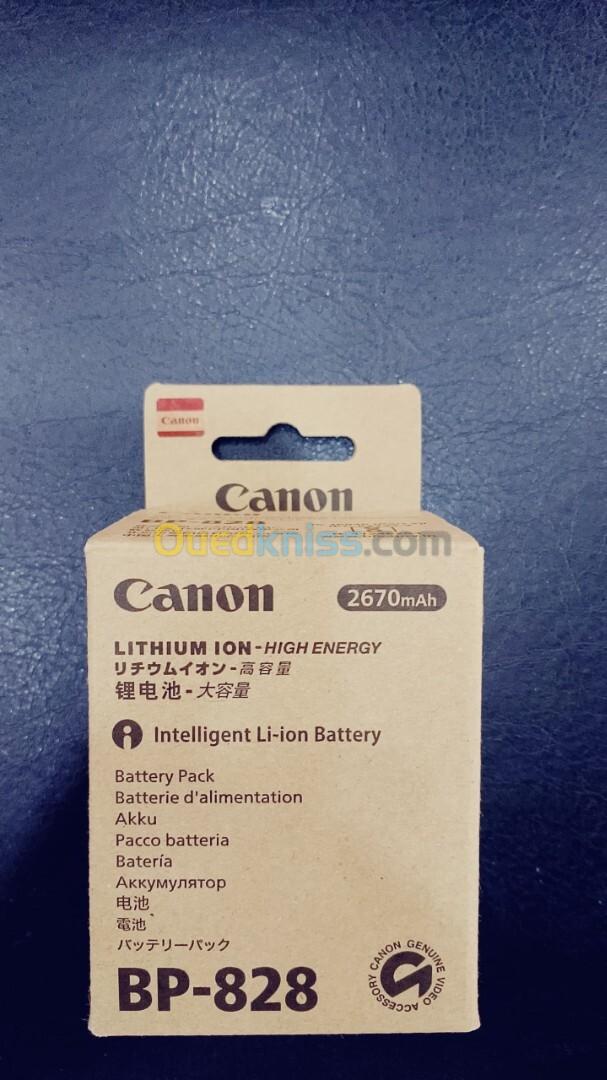 Canon
Canon
BP-828
Ouedkniss.com
Canon
2670mAh
LITHIUM ION-HIGH ENERGY
リチウムイオン-高容量
锂电池-大容量
i Intelligent Li-ion Battery
Battery Pack
Batterie d'alimentation
Akku
Pacco batteria
Batería
Аккумулятор
电池
電池
バッテリーパック
BP-828
CANON GENUINE VIDEO ACCESSORY